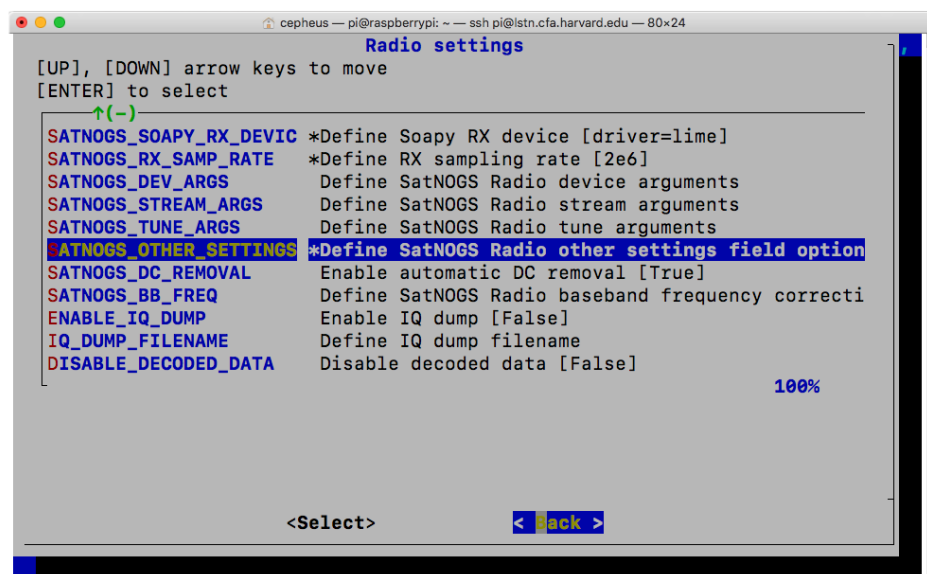 cepheus — pi@raspberrypi: ~ — ssh pi@lstn.cfa.harvard.edu — 80×24
Radio settings
[UP], [DOWN] arrow keys to move
[ENTER] to select
↑(-)
SATNOGS_SOAPY_RX_DEVIC *Define Soapy RX device [driver=lime]
SATNOGS_RX_SAMP_RATE *Define RX sampling rate [2e6]
SATNOGS_DEV_ARGS Define SatNOGS Radio device arguments
SATNOGS_STREAM_ARGS Define SatNOGS Radio stream arguments
SATNOGS_TUNE_ARGS Define SatNOGS Radio tune arguments
SATNOGS_OTHER_SETTINGS *Define SatNOGS Radio other settings field option
SATNOGS_DC_REMOVAL Enable automatic DC removal [True]
SATNOGS_BB_FREQ Define SatNOGS Radio baseband frequency correcti
ENABLE_IQ_DUMP Enable IQ dump [False]
IQ_DUMP_FILENAME Define IQ dump filename
DISABLE_DECODED_DATA Disable decoded data [False]
100%
<Select> < Back >